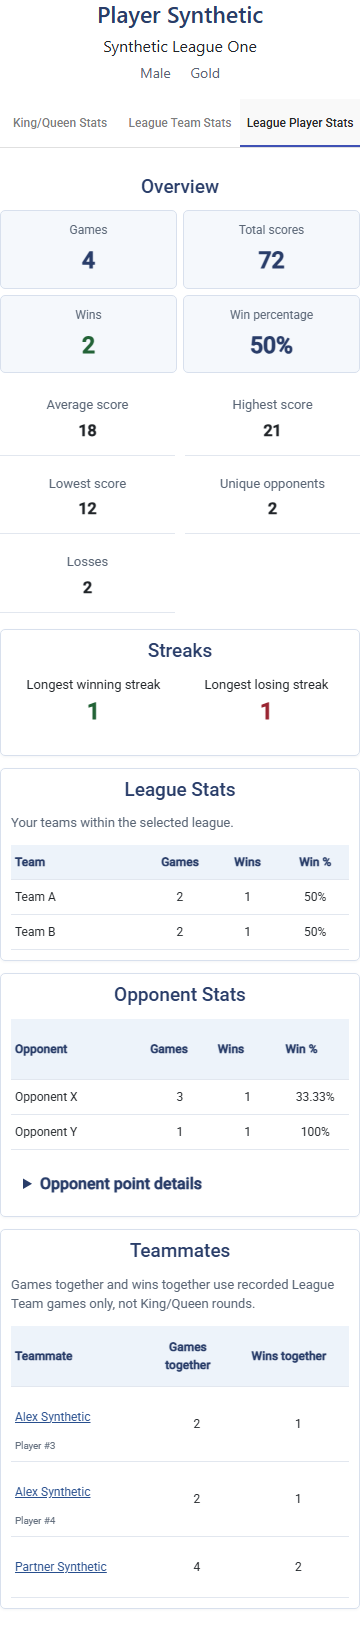 Player Synthetic
Synthetic League One
Male Gold
King/Queen Stats League Team Stats League Player Stats
Overview
Games Total scores
4 72
Wins Win percentage
2 50%
Average score Highest score
18 21
Lowest score Unique opponents
12 2
Losses
2
Streaks
Longest winning streak Longest losing streak
1 1
League Stats
Your teams within the selected league.
Team Games Wins Win %
Team A 2 1 50%
Team B 2 1 50%
Opponent Stats
Opponent Games Wins Win %
Opponent X 3 1 33.33%
Opponent Y 1 1 100%
Opponent point details
Teammates
Games together and wins together use recorded League
Team games only, not King/Queen rounds.
Teammate Games together Wins together
Alex Synthetic 2 1
Player #3
Alex Synthetic 2 1
Player #4
Partner Synthetic 4 2